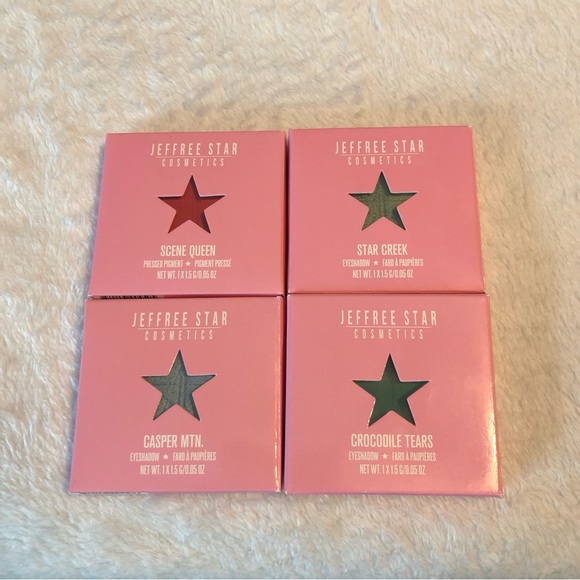 JEFFREE STAR
COSMETICS
SCENE QUEEN
PRESSED PIGMENT ★ PIGMENT PRESSÉ
NET WT. 1 X 1.5 G/0.05 OZ
JEFFREE STAR
COSMETICS
STAR CREEK
EYESHADOW ★ FARD À PAUPIÈRES
NET WT. 1 X 1.5 G/0.05 OZ
JEFFREE STAR
COSMETICS
CASPER MTN.
EYESHADOW ★ FARD À PAUPIÈRES
NET WT. 1 X 1.5 G/0.05 OZ
JEFFREE STAR
COSMETICS
CROCODILE TEARS
EYESHADOW ★ FARD À PAUPIÈRES
NET WT. 1 X 1.5 G/0.05 OZ